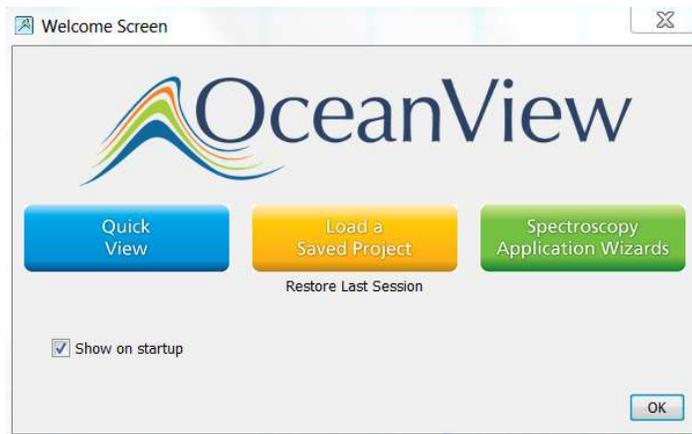 Welcome Screen
OceanView
Quick
View
Load a
Saved Project
Spectroscopy
Application Wizards
Restore Last Session
Show on startup
OK